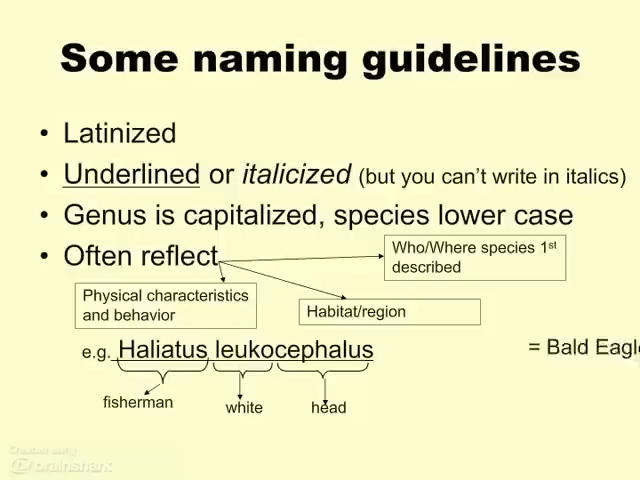 Some naming guidelines
• Latinized
• Underlined or italicized (but you can't write in italics)
• Genus is capitalized, species lower case
• Often reflect
Who/Where species 1st
described
Physical characteristics
and behavior
Habitat/region
e.g. Haliatus leukocephalus
= Bald Eagle
fisherman
white
head
Created using
brainshark